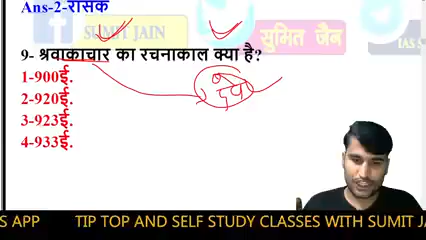 Ans-2-रासक
SUMIT JAIN
सुमित जैन
IAS
9- श्रवाकाचार का रचनाकाल क्या है?
1-900ई.
2-920ई.
3-923ई.
4-933ई.
S APP TIP TOP AND SELF STUDY CLASSES WITH SUMIT JA